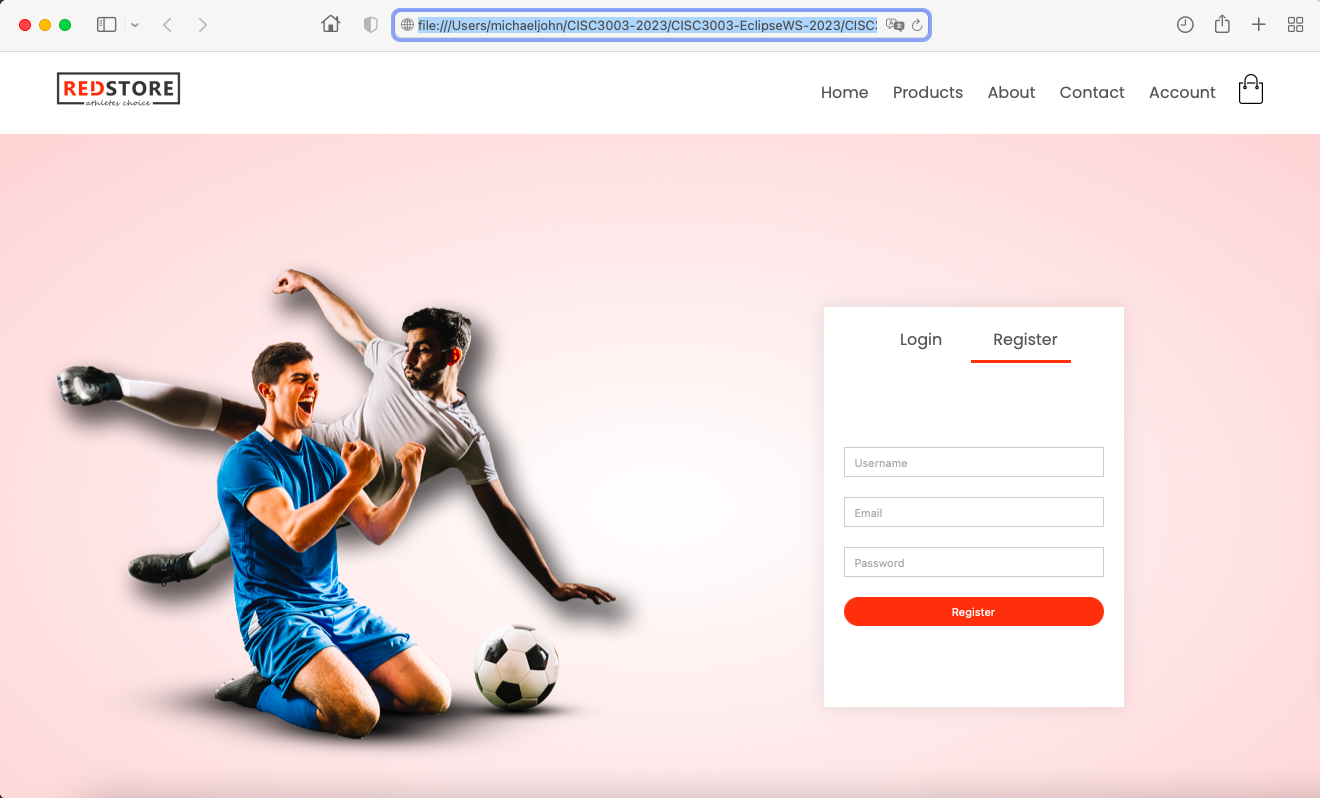 file:///Users/michaeljohn/CISC3003-2023/CISC3003-EclipseWS-2023/CISC
REDSTORE
athletes choice
Home Products About Contact Account
Login Register
Username
Email
Password
Register